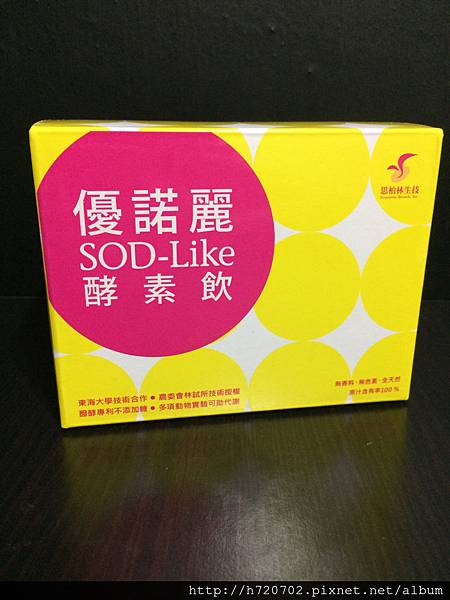 優諾麗
SOD-Like
酵素飲
思柏林生技
無香料·無色素·全天然
原汁含有率100%
東海大學技術合作●農委會林試所技術授權
醱酵專利不添加糖●多項動物實驗可助代謝
http://h720702.pixnet.net/album